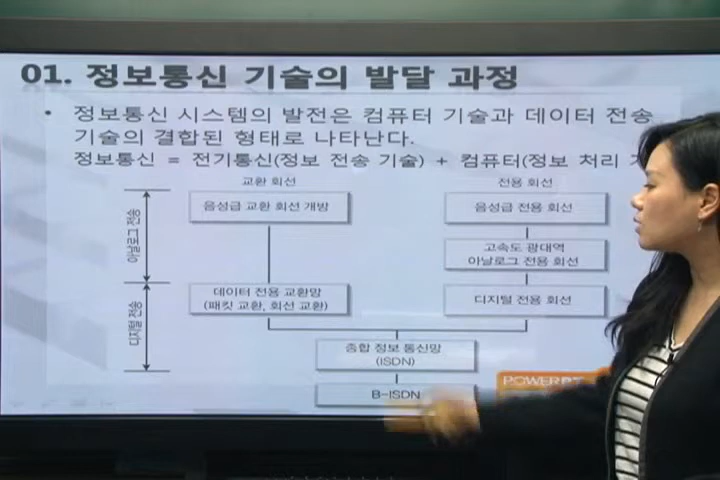 01. 정보통신 기술의 발달 과정
• 정보통신 시스템의 발전은 컴퓨터 기술과 데이터 전송
기술의 결합된 형태로 나타난다.
정보통신 = 전기통신(정보 전송 기술) + 컴퓨터(정보 처리
교환 회선
전용 회선
아날로그 전송
음성급 교환 회선 개발
음성급 전용 회선
고속도 광대역
아날로그 전용 회선
디지털 전송
데이터 전용 교환망
(패킷 교환, 회선 교환)
디지털 전용 회선
종합 정보 통신망
(ISDN)
B-ISDN